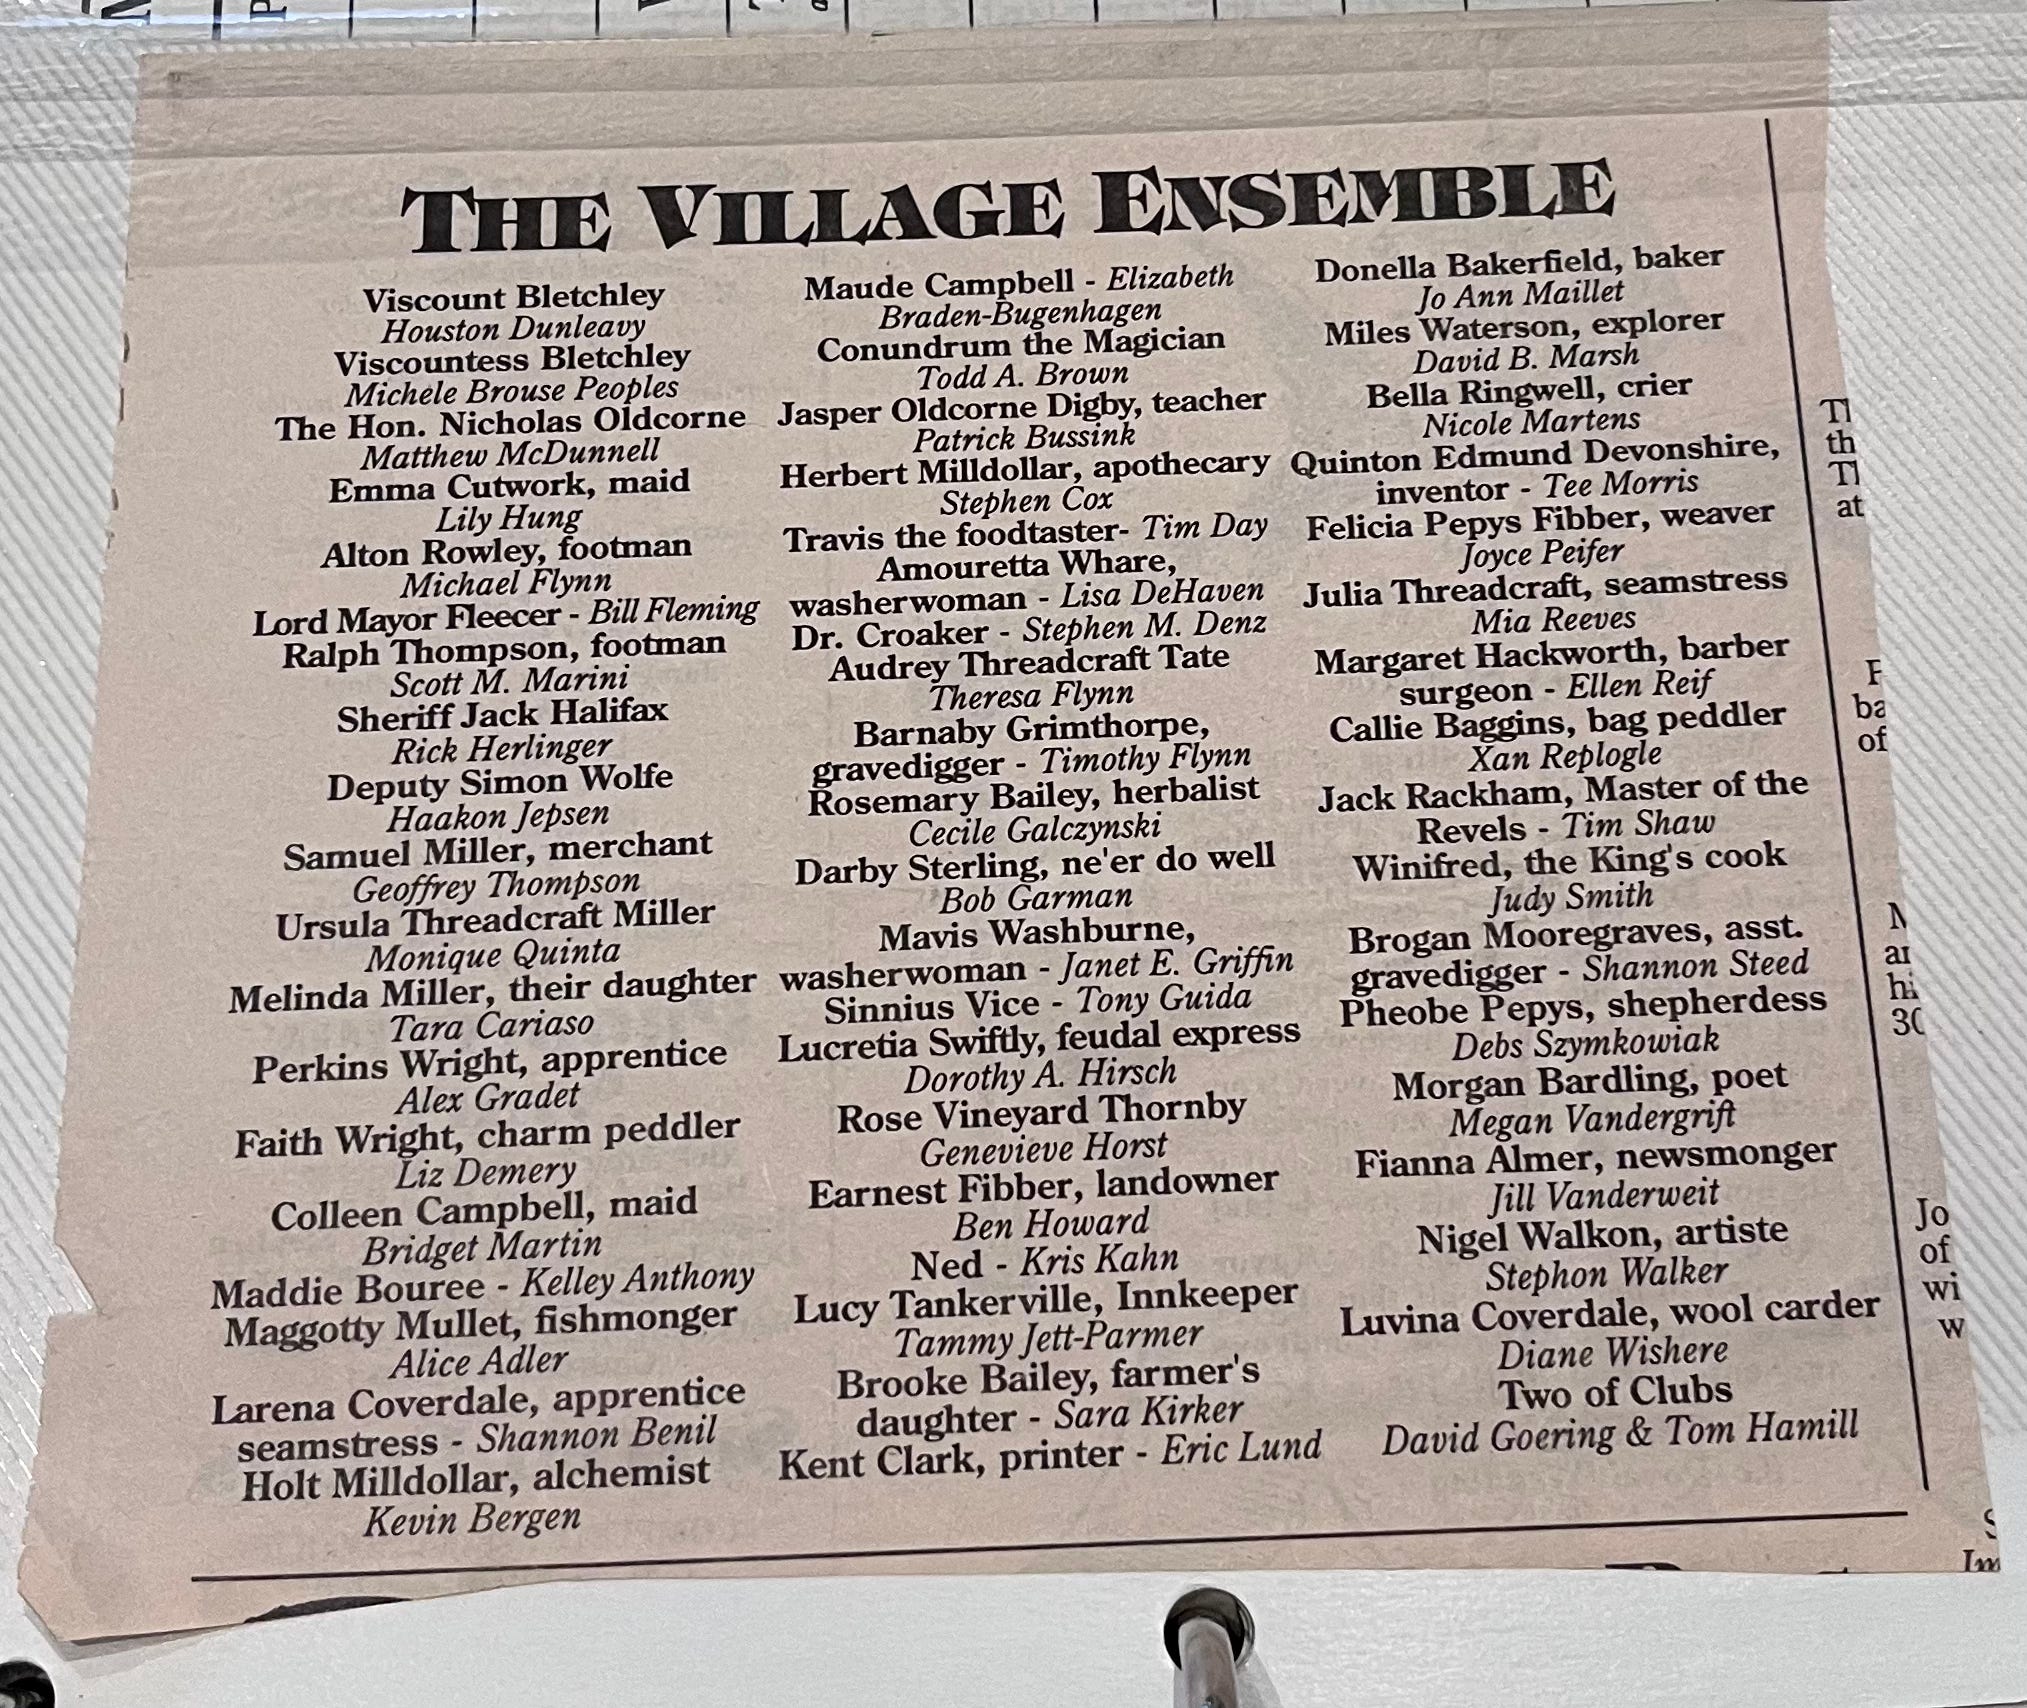 THE VILLAGE ENSEMBLE
Viscount Bletchley
Houston Dunleavy
Viscountess Bletchley
Michele Brouse Peoples
The Hon. Nicholas Oldcorne
Matthew McDunnell
Emma Cutwork, maid
Lily Hung
Alton Rowley, footman
Michael Flynn
Lord Mayor Fleecer - Bill Fleming
Ralph Thompson, footman
Scott M. Marini
Sheriff Jack Halifax
Rick Herlinger
Deputy Simon Wolfe
Haakon Jepsen
Samuel Miller, merchant
Geoffrey Thompson
Ursula Threadcraft Miller
Monique Quinta
Melinda Miller, their daughter
Tara Cariaso
Perkins Wright, apprentice
Alex Gradet
Faith Wright, charm peddler
Liz Demery
Colleen Campbell, maid
Bridget Martin
Maddie Bouree - Kelley Anthony
Maggotty Mullet, fishmonger
Alice Adler
Larena Coverdale, apprentice
seamstress - Shannon Benil
Holt Milldollar, alchemist
Kevin Bergen
Maude Campbell - Elizabeth
Braden-Bugenhagen
Conundrum the Magician
Todd A. Brown
Jasper Oldcorne Digby, teacher
Patrick Bussink
Herbert Milldollar, apothecary
Stephen Cox
Travis the foodtaster- Tim Day
Amouretta Whare,
washerwoman - Lisa DeHaven
Dr. Croaker - Stephen M. Denz
Audrey Threadcraft Tate
Theresa Flynn
Barnaby Grimthorpe,
gravedigger - Timothy Flynn
Rosemary Bailey, herbalist
Cecile Galczynski
Darby Sterling, ne'er do well
Bob Garman
Mavis Washburne,
washerwoman - Janet E. Griffin
Sinnius Vice - Tony Guida
Lucretia Swiftly, feudal express
Dorothy A. Hirsch
Rose Vineyard Thornby
Genevieve Horst
Earnest Fibber, landowner
Ben Howard
Ned - Kris Kahn
Lucy Tankerville, Innkeeper
Tammy Jett-Parmer
Brooke Bailey, farmer's
daughter - Sara Kirker
Kent Clark, printer - Eric Lund
Donella Bakerfield, baker
Jo Ann Maillet
Miles Waterson, explorer
David B. Marsh
Bella Ringwell, crier
Nicole Martens
Quinton Edmund Devonshire,
inventor - Tee Morris
Felicia Pepys Fibber, weaver
Joyce Peifer
Julia Threadcraft, seamstress
Mia Reeves
Margaret Hackworth, barber
surgeon - Ellen Reif
Callie Baggins, bag peddler
Xan Replogle
Jack Rackham, Master of the
Revels - Tim Shaw
Winifred, the King's cook
Judy Smith
Brogan Mooregraves, asst.
gravedigger - Shannon Steed
Pheobe Pepys, shepherdess
Debs Szymkowiak
Morgan Bardling, poet
Megan Vandergrift
Fianna Almer, newsmonger
Jill Vanderweit
Nigel Walkon, artiste
Stephon Walker
Luvina Coverdale, wool carder
Diane Wishere
Two of Clubs
David Goering & Tom Hamill
th
at
ba
of
Jo
of
wi
w